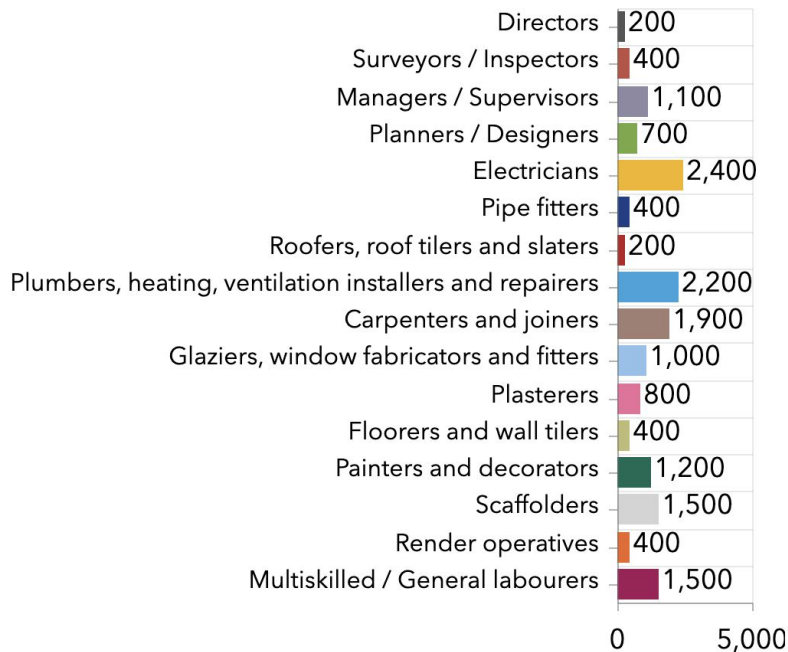 Directors 200
Surveyors / Inspectors 400
Managers / Supervisors 1,100
Planners / Designers 700
Electricians 2,400
Pipe fitters 400
Roofers, roof tilers and slaters 200
Plumbers, heating, ventilation installers and repairers 2,200
Carpenters and joiners 1,900
Glaziers, window fabricators and fitters 1,000
Plasterers 800
Floorers and wall tilers 400
Painters and decorators 1,200
Scaffolders 1,500
Render operatives 400
Multiskilled / General labourers 1,500
0 5,000